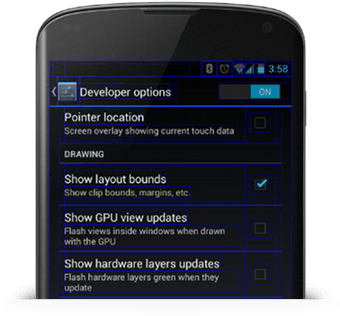 3:58
Developer options
ON
Pointer location
Screen overlay showing current touch data
DRAWING
Show layout bounds
Show clip bounds, margins, etc.
Show GPU view updates
Flash views inside windows when drawn
with the GPU
Show hardware layers updates
Flash hardware layers green when they
update